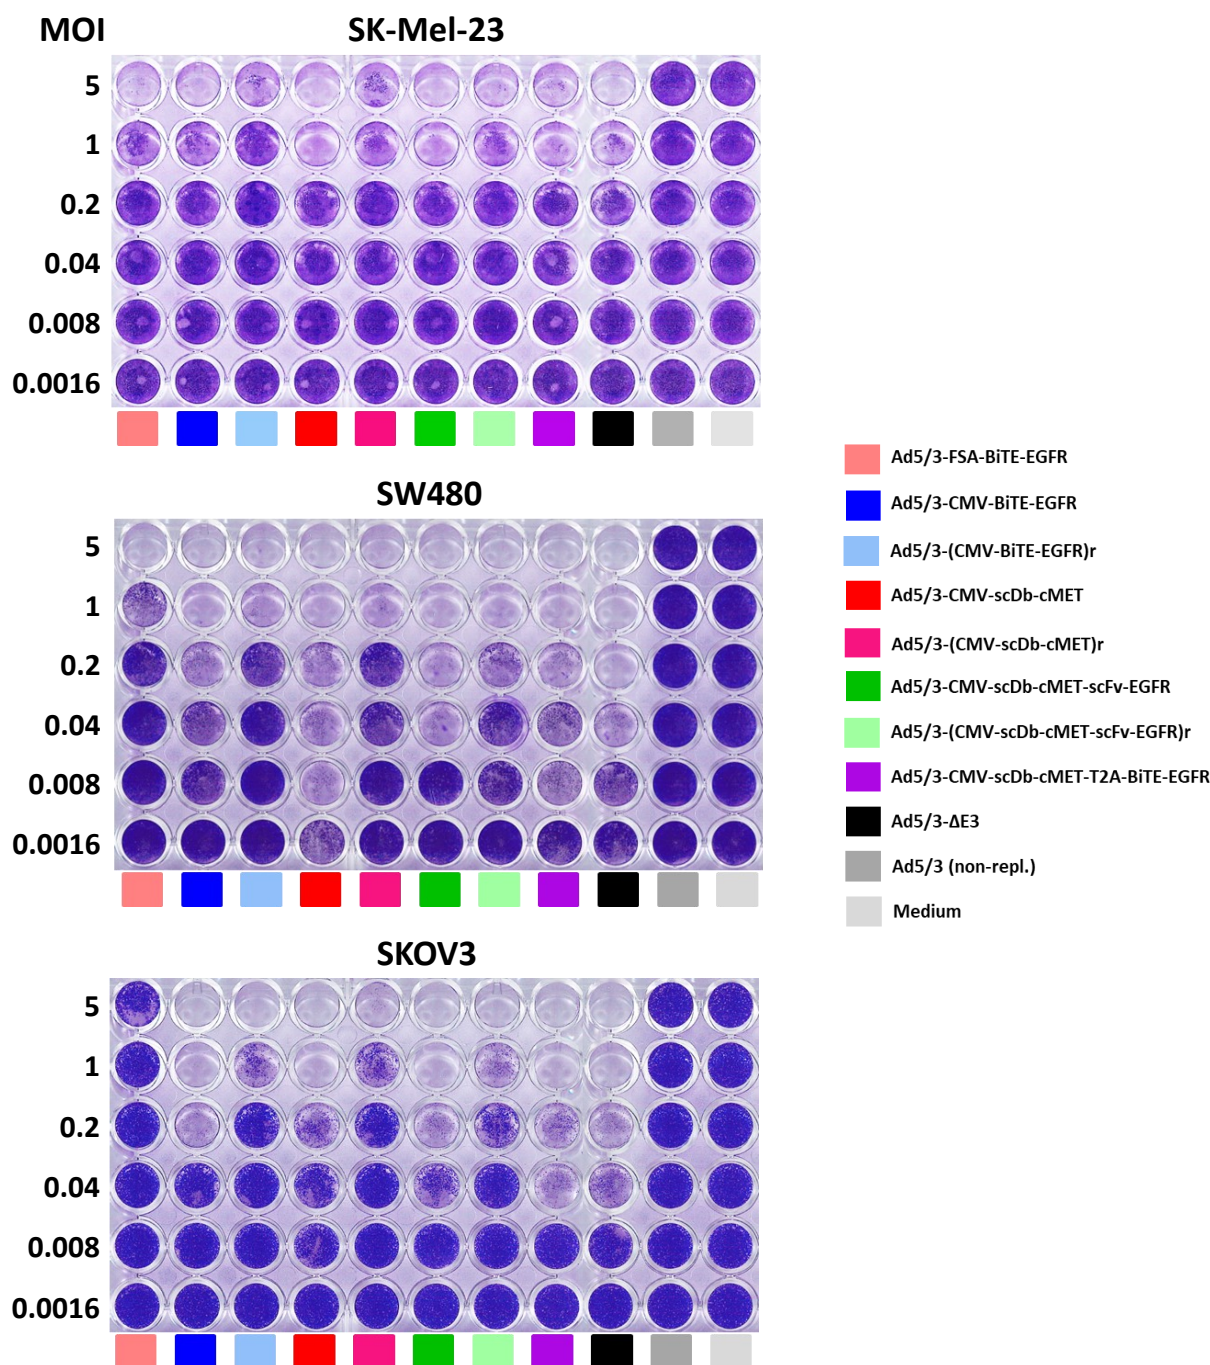 MOI
SK-Mel-23
5
1
0.2
0.04
0.008
0.0016
SW480
5
1
0.2
0.04
0.008
0.0016
SKOV3
5
1
0.2
0.04
0.008
0.0016
Ad5/3-FSA-BiTE-EGFR
Ad5/3-CMV-BiTE-EGFR
Ad5/3-(CMV-BiTE-EGFR)r
Ad5/3-CMV-scDb-cMET
Ad5/3-(CMV-scDb-cMET)r
Ad5/3-CMV-scDb-cMET-scFv-EGFR
Ad5/3-(CMV-scDb-cMET-scFv-EGFR)r
Ad5/3-CMV-scDb-cMET-T2A-BiTE-EGFR
Ad5/3-ΔE3
Ad5/3 (non-repl.)
Medium